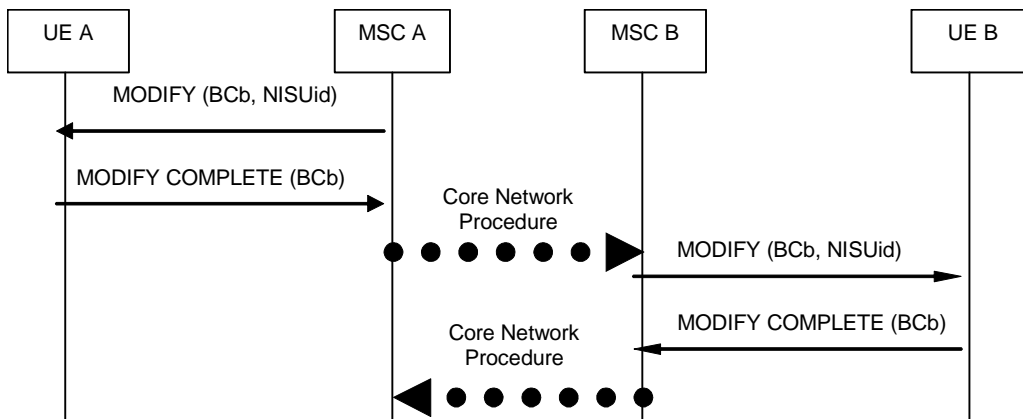 UE A
MSC A
MSC B
UE B
MODIFY (BCb, NISUid)
MODIFY COMPLETE (BCb)
Core Network
Procedure
MODIFY (BCb, NISUid)
MODIFY COMPLETE (BCb)
Core Network
Procedure